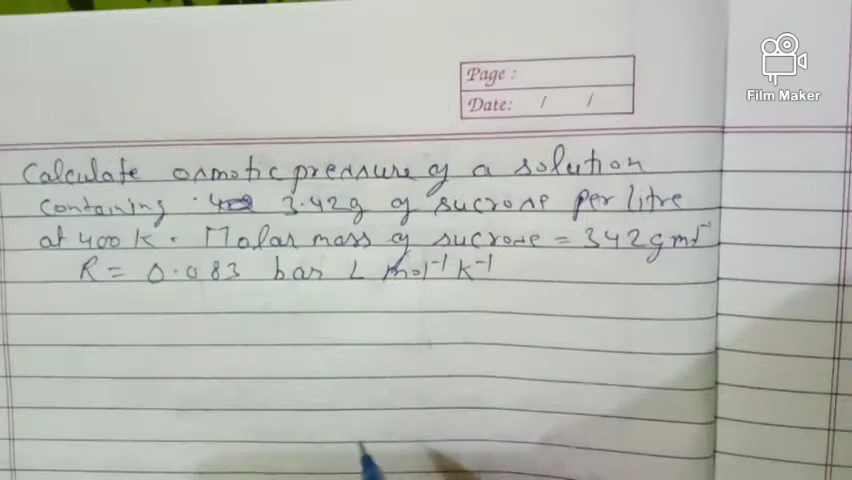 Page :
Date: / /
Film Maker
Calculate osmotic pressure of a solution
containing 3.42g of sucrose per litre
at 400 K. Molar mass of sucrose = 342 g mol⁻¹
R = 0.083 bar L mol⁻¹ K⁻¹